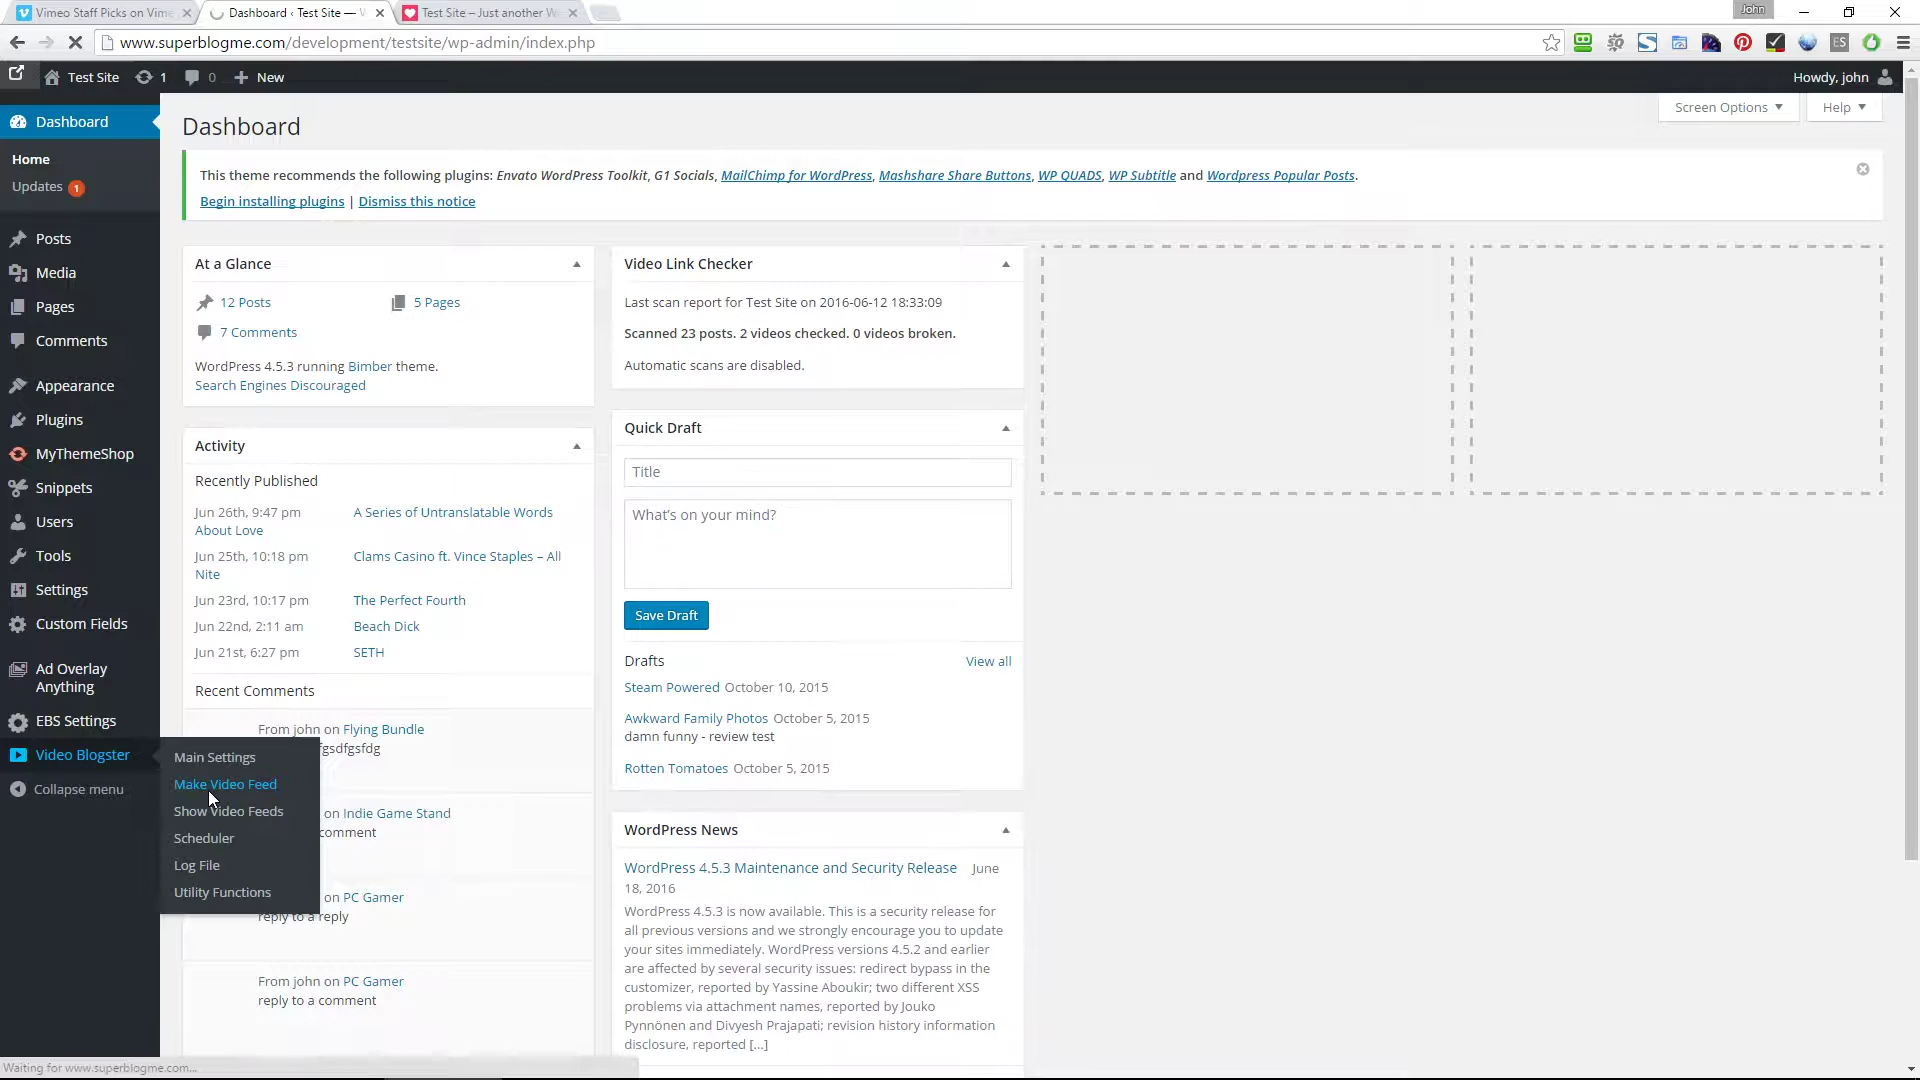 Vimeo Staff Picks on Vime
Dashboard ‹ Test Site —
Test Site – Just another W
John
www.superblogme.com/development/testsite/wp-admin/index.php
ES
Test Site
1
0
New
Howdy, john
Dashboard
Home
Updates 1
Posts
Media
Pages
Comments
Appearance
Plugins
MyThemeShop
Snippets
Users
Tools
Settings
Custom Fields
Ad Overlay
Anything
EBS Settings
Video Blogster
Collapse menu
Main Settings
Make Video Feed
Show Video Feeds
Scheduler
Log File
Utility Functions
Screen Options
Help
Dashboard
This theme recommends the following plugins: Envato WordPress Toolkit, G1 Socials, MailChimp for WordPress, Mashshare Share Buttons, WP QUADS, WP Subtitle and Wordpress Popular Posts.
Begin installing plugins | Dismiss this notice
At a Glance
12 Posts
5 Pages
7 Comments
WordPress 4.5.3 running Bimber theme.
Search Engines Discouraged
Activity
Recently Published
Jun 26th, 9:47 pm A Series of Untranslatable Words
About Love
Jun 25th, 10:18 pm Clams Casino ft. Vince Staples – All
Nite
Jun 23rd, 10:17 pm The Perfect Fourth
Jun 22nd, 2:11 am Beach Dick
Jun 21st, 6:27 pm SETH
Recent Comments
From john on Flying Bundle
fgsdfgsfdg
on Indie Game Stand
comment
on PC Gamer
reply to a reply
From john on PC Gamer
reply to a comment
Video Link Checker
Last scan report for Test Site on 2016-06-12 18:33:09
Scanned 23 posts. 2 videos checked. 0 videos broken.
Automatic scans are disabled.
Quick Draft
Title
What's on your mind?
Save Draft
Drafts
View all
Steam Powered October 10, 2015
Awkward Family Photos October 5, 2015
damn funny - review test
Rotten Tomatoes October 5, 2015
WordPress News
WordPress 4.5.3 Maintenance and Security Release June
18, 2016
WordPress 4.5.3 is now available. This is a security release for
all previous versions and we strongly encourage you to update
your sites immediately. WordPress versions 4.5.2 and earlier
are affected by several security issues: redirect bypass in the
customizer, reported by Yassine Aboukir; two different XSS
problems via attachment names, reported by Jouko
Pynnönen and Divyesh Prajapati; revision history information
disclosure, reported […]
Waiting for www.superblogme.com...